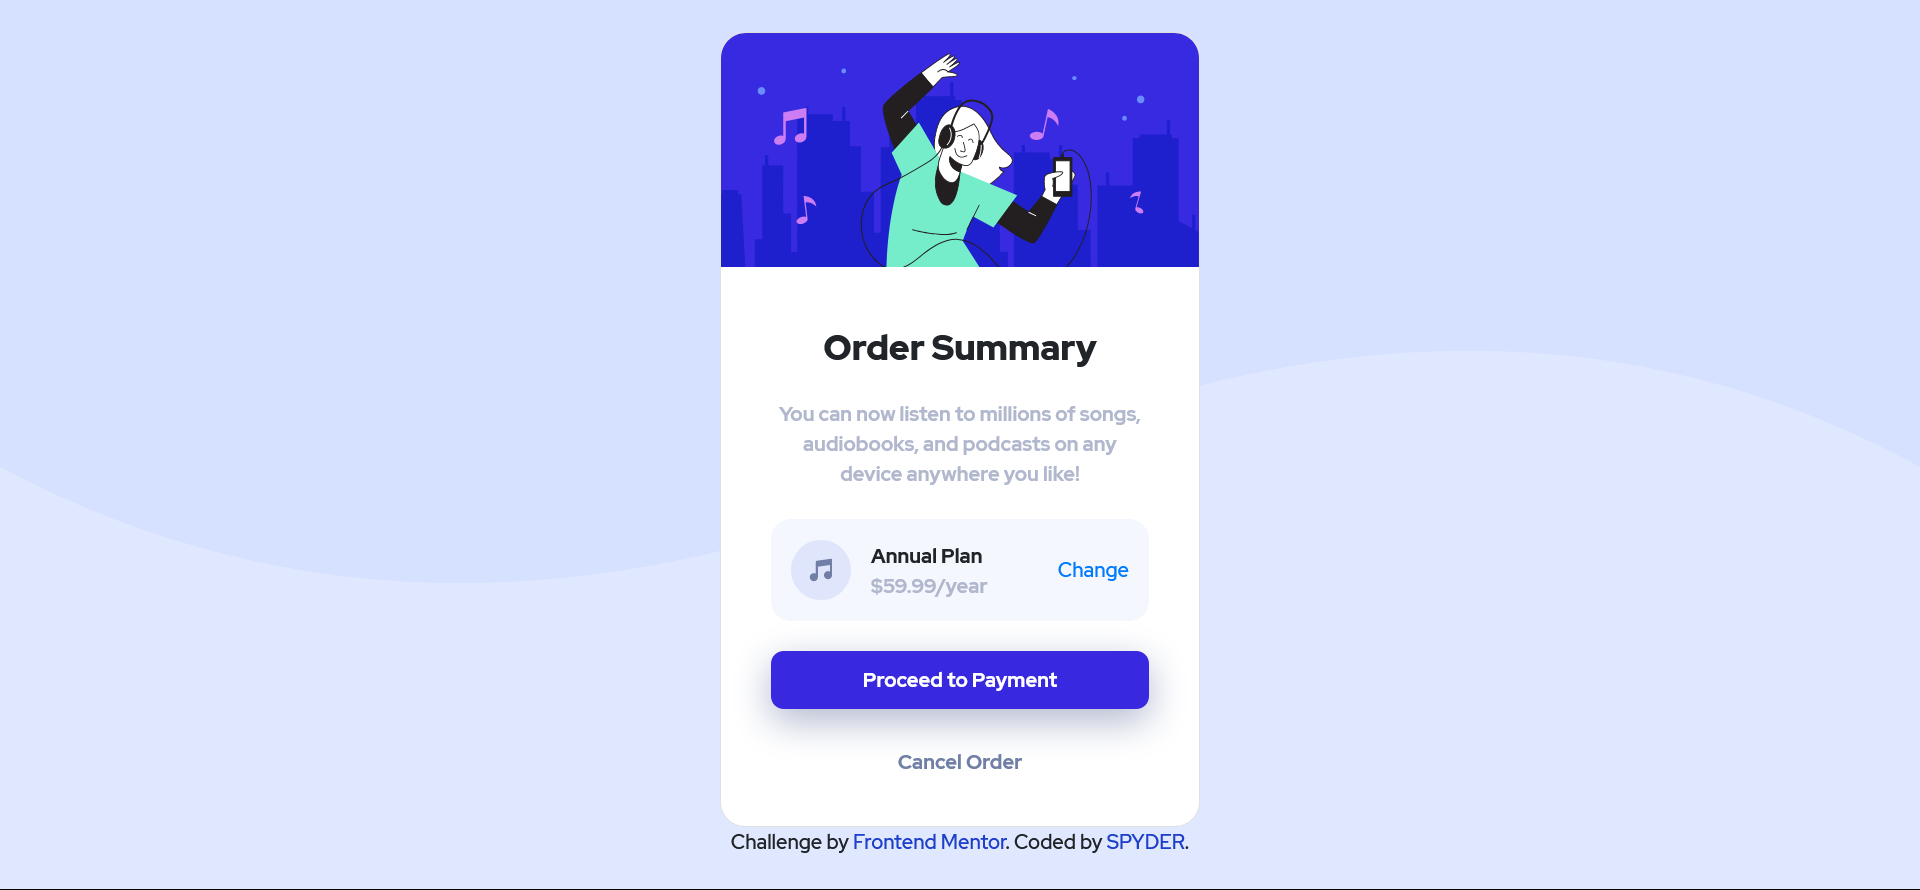 Order Summary
You can now listen to millions of songs,
audiobooks, and podcasts on any
device anywhere you like!
Annual Plan
$59.99/year
Change
Proceed to Payment
Cancel Order
Challenge by Frontend Mentor. Coded by SPYDER.